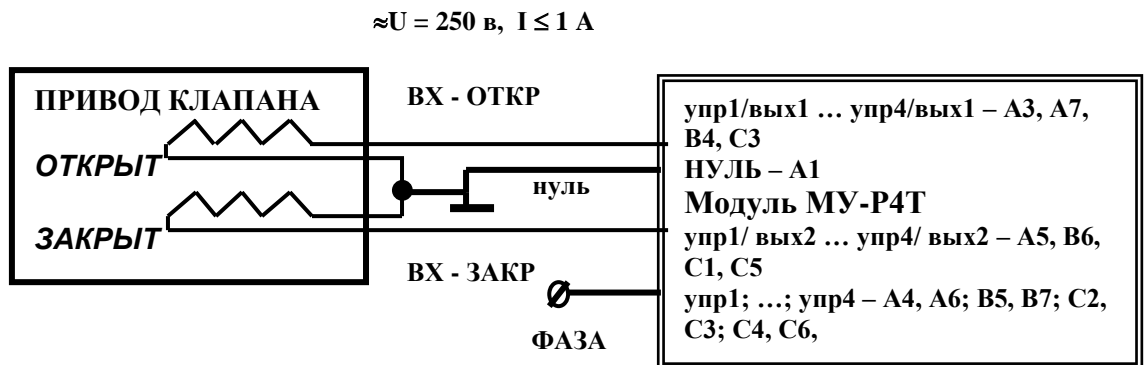 ≈U = 250 в, I ≤ 1 А
ПРИВОД КЛАПАНА
ОТКРЫТ
ЗАКРЫТ
ВХ - ОТКР
нуль
ВХ - ЗАКР
ФАЗА
упр1/вых1 … упр4/вых1 – А3, А7,
В4, С3
НУЛЬ – А1
Модуль МУ-Р4Т
упр1/ вых2 … упр4/ вых2 – А5, В6,
С1, С5
упр1; …; упр4 – А4, А6; В5, В7; С2,
С3; С4, С6,